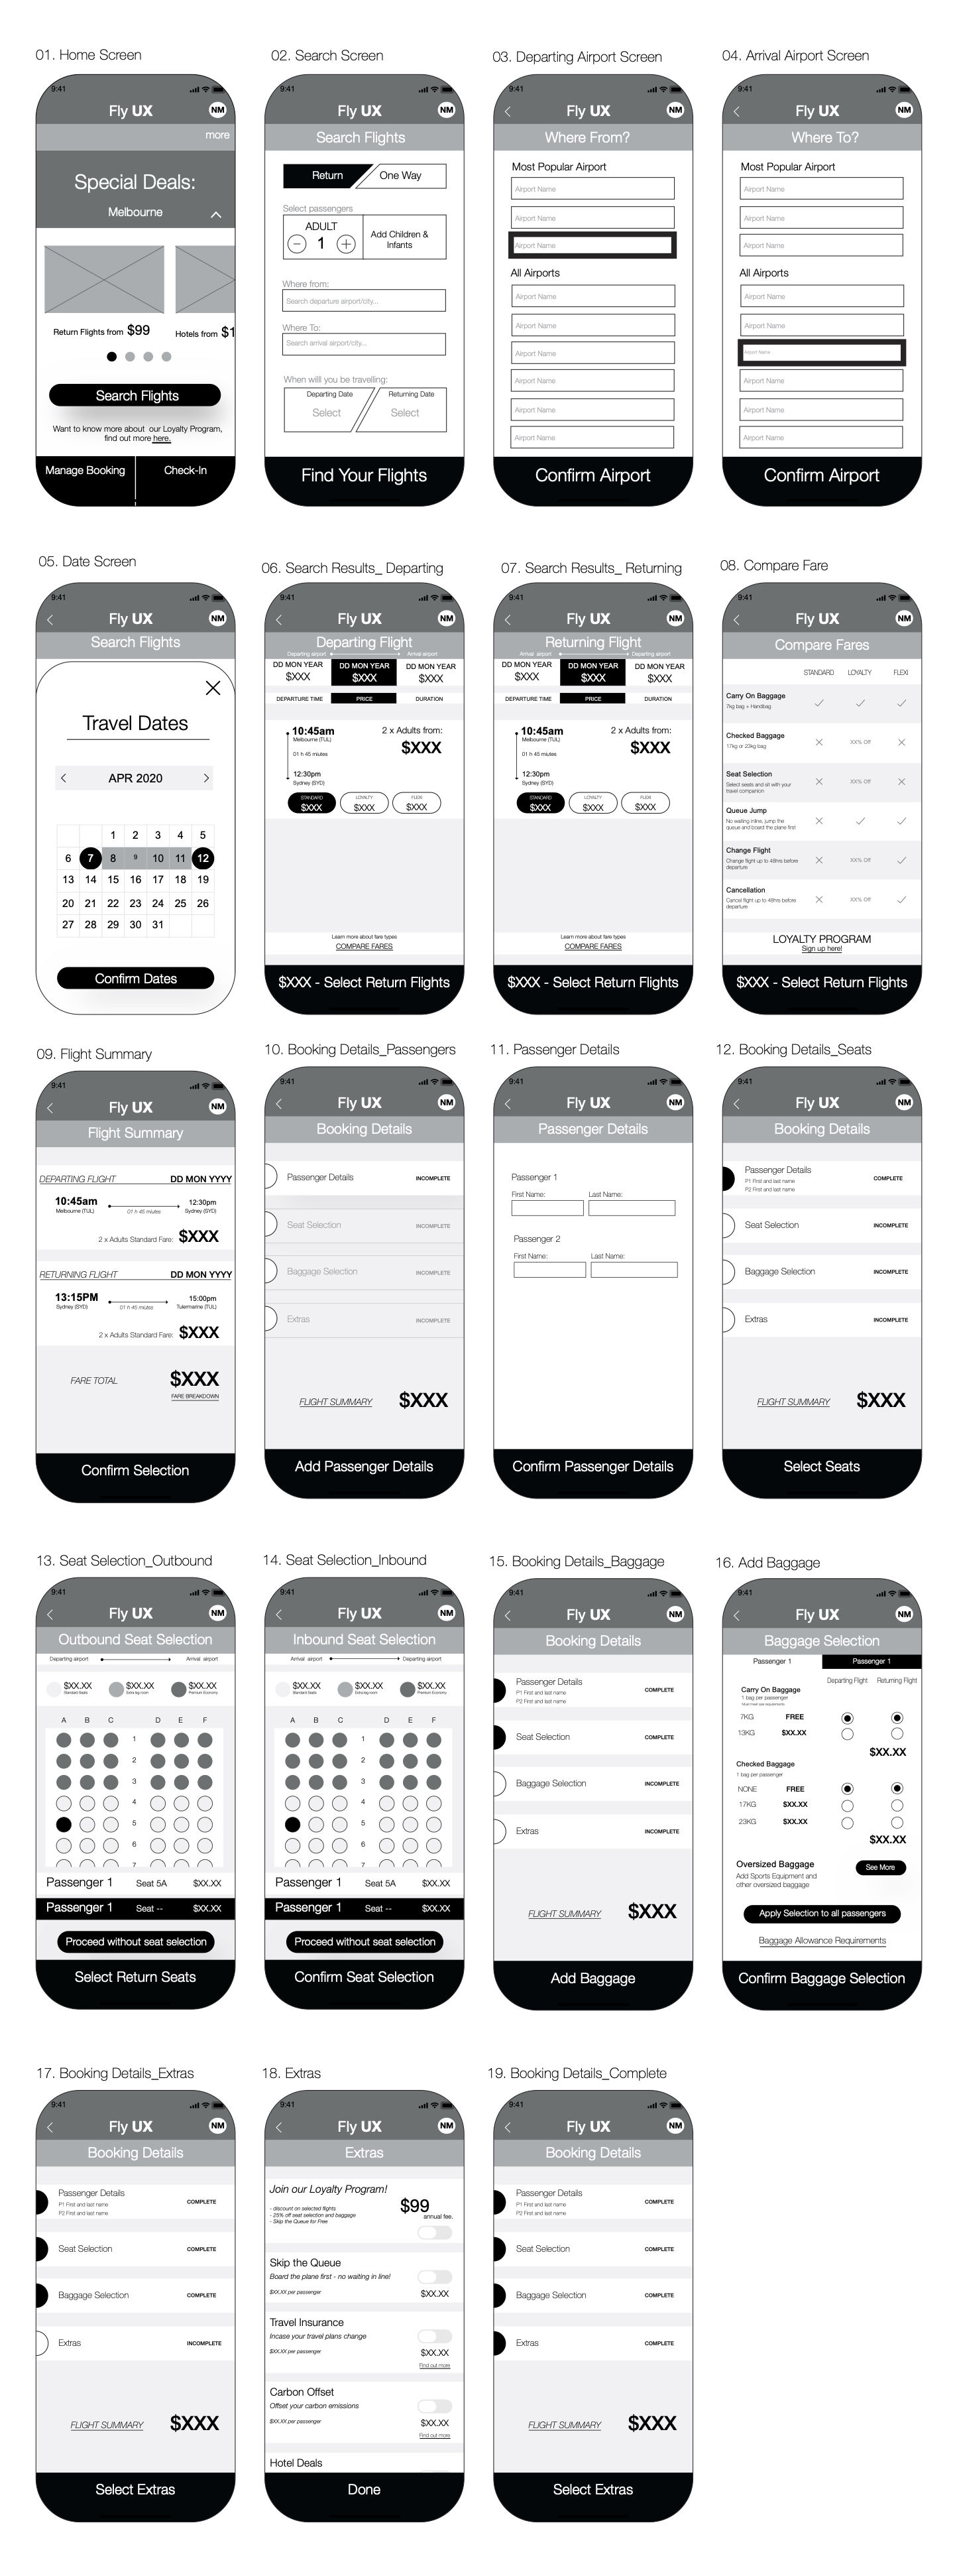 01. Home Screen
9:41
Fly UX
NM
more
Special Deals:
Melbourne
Return Flights from $99
Hotels from $1
Search Flights
Want to know more about our Loyalty Program,
find out more here.
Manage Booking
Check-In
02. Search Screen
9:41
Fly UX
NM
Search Flights
Return
One Way
Select passengers
ADULT
1
Add Children &
Infants
Where from:
Search departure airport/city...
Where To:
Search arrival airport/city...
When willl you be travelling:
Departing Date
Select
Returning Date
Select
Find Your Flights
03. Departing Airport Screen
9:41
Fly UX
NM
Where From?
Most Popular Airport
Airport Name
Airport Name
Airport Name
All Airports
Airport Name
Airport Name
Airport Name
Airport Name
Airport Name
Airport Name
Confirm Airport
04. Arrival Airport Screen
9:41
Fly UX
NM
Where To?
Most Popular Airport
Airport Name
Airport Name
Airport Name
All Airports
Airport Name
Airport Name
Airport Name
Airport Name
Airport Name
Airport Name
Confirm Airport
05. Date Screen
9:41
Fly UX
NM
Search Flights
Travel Dates
APR 2020
1 2 3 4 5
6 7 8 9 10 11 12
13 14 15 16 17 18 19
20 21 22 23 24 25 26
27 28 29 30 31
Confirm Dates
06. Search Results_ Departing
9:41
Fly UX
NM
Departing Flight
Departing airport
Arrival airport
DD MON YEAR DD MON YEAR DD MON YEAR
$XXX $XXX $XXX
DEPARTURE TIME PRICE DURATION
10:45am
Melbourne (TUL)
2 x Adults from:
$XXX
01 h 45 miutes
12:30pm
Sydney (SYD)
STANDARD LOYALTY FLEXI
$XXX $XXX $XXX
Learn more about fare types
COMPARE FARES
$XXX - Select Return Flights
07. Search Results_ Returning
9:41
Fly UX
NM
Returning Flight
Arrival airport
Departing airport
DD MON YEAR DD MON YEAR DD MON YEAR
$XXX $XXX $XXX
DEPARTURE TIME PRICE DURATION
10:45am
Melbourne (TUL)
2 x Adults from:
$XXX
01 h 45 miutes
12:30pm
Sydney (SYD)
STANDARD LOYALTY FLEXI
$XXX $XXX $XXX
Learn more about fare types
COMPARE FARES
$XXX - Select Return Flights
08. Compare Fare
9:41
Fly UX
NM
Compare Fares
STANDARD LOYALTY FLEXI
Carry On Baggage
7kg bag + Handbag
Checked Baggage
17kg or 23kg bag
XX% Off
Seat Selection
Select seats and sit with your
travel companion
XX% Off
Queue Jump
No waiting inline, jump the
queue and board the plane first
Change Flight
Change flight up to 48hrs before
departure
XX% Off
Cancellation
Cancel flight up to 48hrs before
departure
XX% Off
LOYALTY PROGRAM
Sign up here!
$XXX - Select Return Flights
09. Flight Summary
9:41
Fly UX
NM
Flight Summary
DEPARTING FLIGHT DD MON YYYY
10:45am
Melbourne (TUL)
01 h 45 miutes
12:30pm
Sydney (SYD)
2 x Adults Standard Fare: $XXX
RETURNING FLIGHT DD MON YYYY
13:15PM
Sydney (SYD)
01 h 45 miutes
15:00pm
Tulermarine (TUL)
2 x Adults Standard Fare: $XXX
FARE TOTAL $XXX
FARE BREAKDOWN
Confirm Selection
10. Booking Details_Passengers
9:41
Fly UX
NM
Booking Details
Passenger Details INCOMPLETE
Seat Selection INCOMPLETE
Baggage Selection INCOMPLETE
Extras INCOMPLETE
FLIGHT SUMMARY $XXX
Add Passenger Details
11. Passenger Details
9:41
Fly UX
NM
Passenger Details
Passenger 1
First Name: Last Name:
Passenger 2
First Name: Last Name:
Confirm Passenger Details
12. Booking Details_Seats
9:41
Fly UX
NM
Booking Details
Passenger Details COMPLETE
P1 First and last name
P2 First and last name
Seat Selection INCOMPLETE
Baggage Selection INCOMPLETE
Extras INCOMPLETE
FLIGHT SUMMARY $XXX
Select Seats
13. Seat Selection_Outbound
9:41
Fly UX
NM
Outbound Seat Selection
Departing airport
Arrival airport
$XX.XX $XX.XX $XX.XX
Standard Seats Extra leg room Premium Economy
A B C D E F
1
2
3
4
5
6
7
Passenger 1 Seat 5A $XX.XX
Passenger 1 Seat -- $XX.XX
Proceed without seat selection
Select Return Seats
14. Seat Selection_Inbound
9:41
Fly UX
NM
Inbound Seat Selection
Arrival airport
Departing airport
$XX.XX $XX.XX $XX.XX
Standard Seats Extra leg room Premium Economy
A B C D E F
1
2
3
4
5
6
7
Passenger 1 Seat 5A $XX.XX
Passenger 1 Seat -- $XX.XX
Proceed without seat selection
Confirm Seat Selection
15. Booking Details_Baggage
9:41
Fly UX
NM
Booking Details
Passenger Details COMPLETE
P1 First and last name
P2 First and last name
Seat Selection COMPLETE
Baggage Selection INCOMPLETE
Extras INCOMPLETE
FLIGHT SUMMARY $XXX
Add Baggage
16. Add Baggage
9:41
Fly UX
NM
Baggage Selection
Passenger 1 Passenger 1
Departing Flight Returning Flight
Carry On Baggage
1 bag per passenger
Must meet size requirements
7KG FREE
13KG $XX.XX
$XX.XX
Checked Baggage
1 bag per passenger
NONE FREE
17KG $XX.XX
23KG $XX.XX
$XX.XX
Oversized Baggage
Add Sports Equipment and
other oversized baggage
See More
Apply Selection to all passengers
Baggage Allowance Requirements
Confirm Baggage Selection
17. Booking Details_Extras
9:41
Fly UX
NM
Booking Details
Passenger Details COMPLETE
P1 First and last name
P2 First and last name
Seat Selection COMPLETE
Baggage Selection COMPLETE
Extras INCOMPLETE
FLIGHT SUMMARY $XXX
Select Extras
18. Extras
9:41
Fly UX
NM
Extras
Join our Loyalty Program!
- discount on selected flights
- 25% off seat selection and baggage
- Skip the Queue for Free
$99
annual fee.
Skip the Queue
Board the plane first - no waiting in line!
$XX.XX per passenger
$XX.XX
Travel Insurance
Incase your travel plans change
$XX.XX per passenger
$XX.XX
Find out more
Carbon Offset
Offset your carbon emissions
$XX.XX per passenger
$XX.XX
Find out more
Hotel Deals
Done
19. Booking Details_Complete
9:41
Fly UX
NM
Booking Details
Passenger Details COMPLETE
P1 First and last name
P2 First and last name
Seat Selection COMPLETE
Baggage Selection COMPLETE
Extras COMPLETE
FLIGHT SUMMARY $XXX
Select Extras